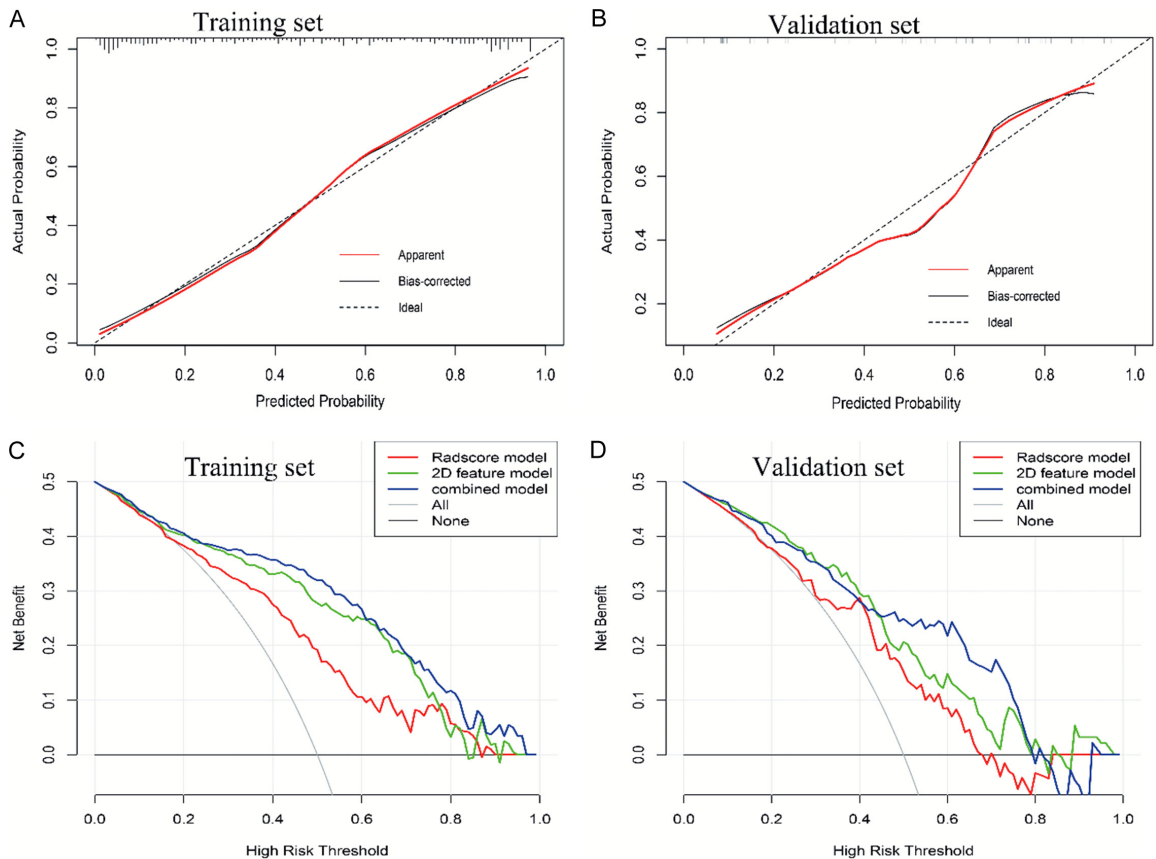 A
Training set
1.0
0.8
0.6
0.4
0.2
0.0
Actual Probability
Apparent
Bias-corrected
Ideal
0.0 0.2 0.4 0.6 0.8 1.0
Predicted Probability
B
Validation set
1.0
0.8
0.6
0.4
0.2
Actual Probability
Apparent
Bias-corrected
Ideal
0.0 0.2 0.4 0.6 0.8 1.0
Predicted Probability
C
Training set
Radscore model
2D feature model
combined model
All
None
0.5
0.4
0.3
0.2
0.1
0.0
Net Benefit
0.0 0.2 0.4 0.6 0.8 1.0
High Risk Threshold
D
Validation set
Radscore model
2D feature model
combined model
All
None
0.5
0.4
0.3
0.2
0.1
0.0
Net Benefit
0.0 0.2 0.4 0.6 0.8 1.0
High Risk Threshold